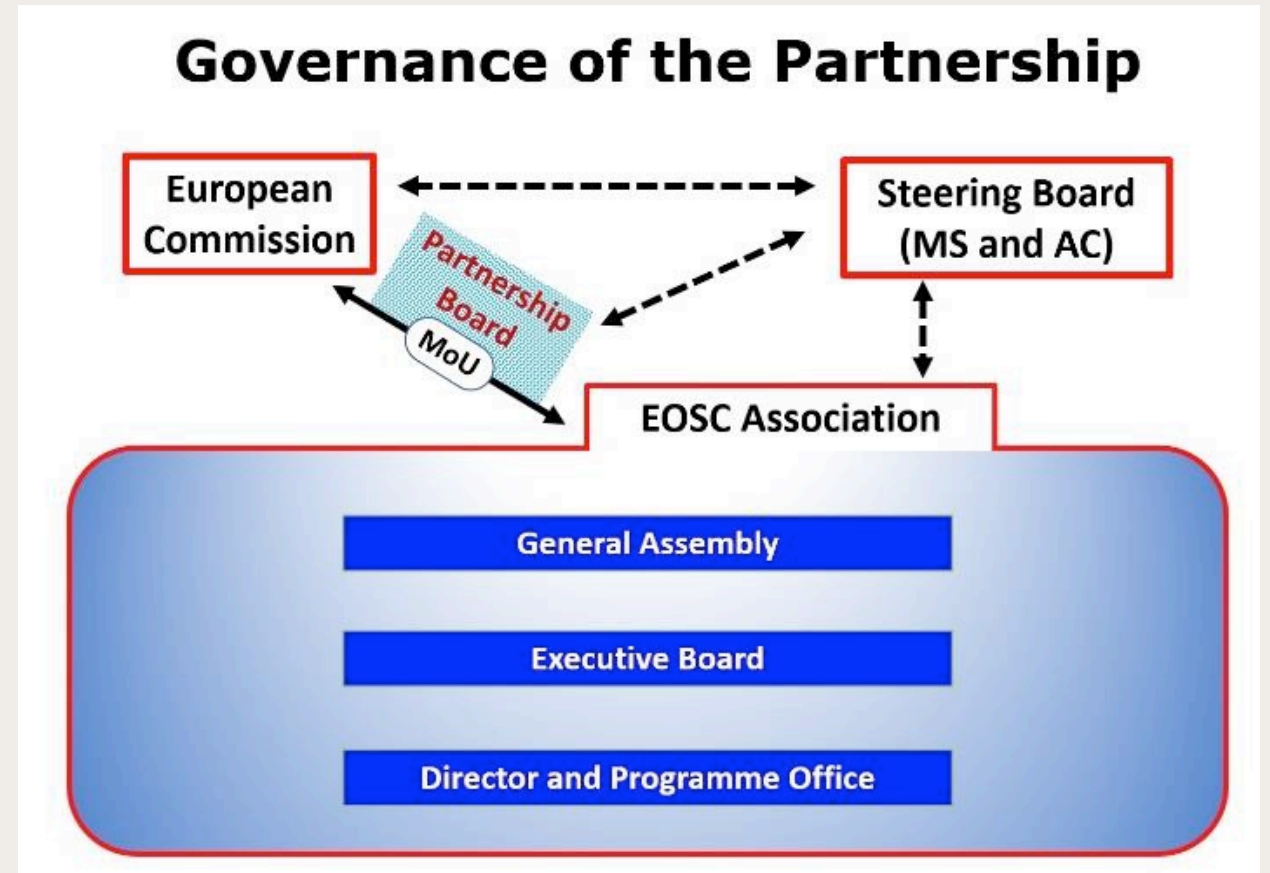 Governance of the Partnership
European
Commission
Steering Board
(MS and AC)
Partnership
Board
MoU
EOSC Association
General Assembly
Executive Board
Director and Programme Office